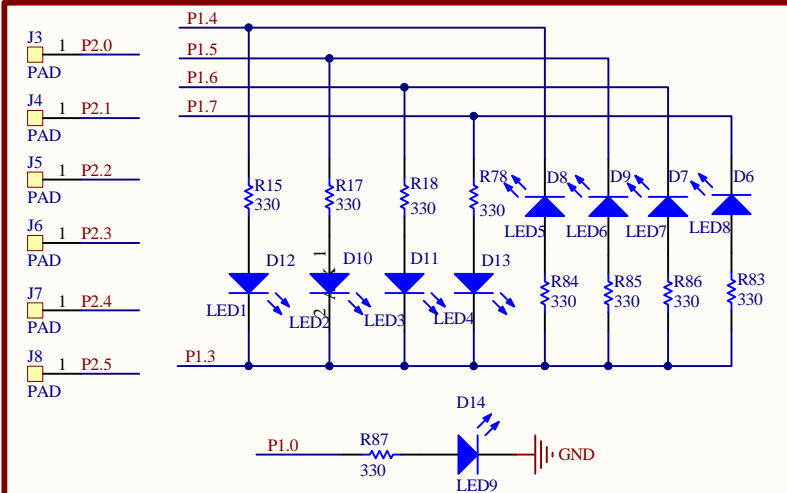 P1.4
P1.5
P1.6
P1.7
J3
1 P2.0
PAD
J4
1 P2.1
PAD
J5
1 P2.2
PAD
J6
1 P2.3
PAD
J7
1 P2.4
PAD
J8
1 P2.5
PAD
R15
330
R17
330
R18
330
R78
330
D8
D9
D7
D6
LED5
LED6
LED7
LED8
D12
D10
D11
D13
1
2
LED1
LED2
LED3
LED4
R84
330
R85
330
R86
330
R83
330
P1.3
D14
P1.0
R87
330
GND
LED9